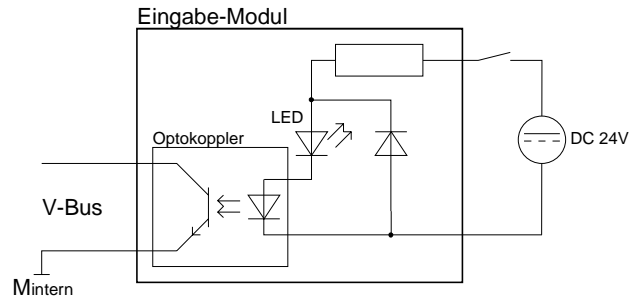 Eingabe-Modul
LED
Optokoppler
DC 24V
V-Bus
Mintern